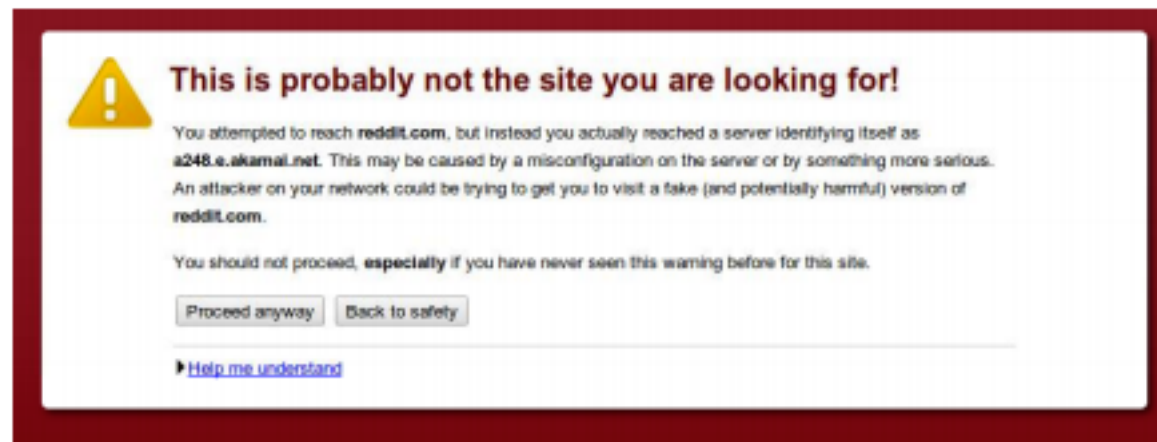 This is probably not the site you are looking for!
You attempted to reach reddit.com, but instead you actually reached a server identifying itself as
a248.e.akamai.net. This may be caused by a misconfiguration on the server or by something more serious.
An attacker on your network could be trying to get you to visit a fake (and potentially harmful) version of
reddit.com.
You should not proceed, especially if you have never seen this warning before for this site.
Proceed anyway Back to safety
Help me understand